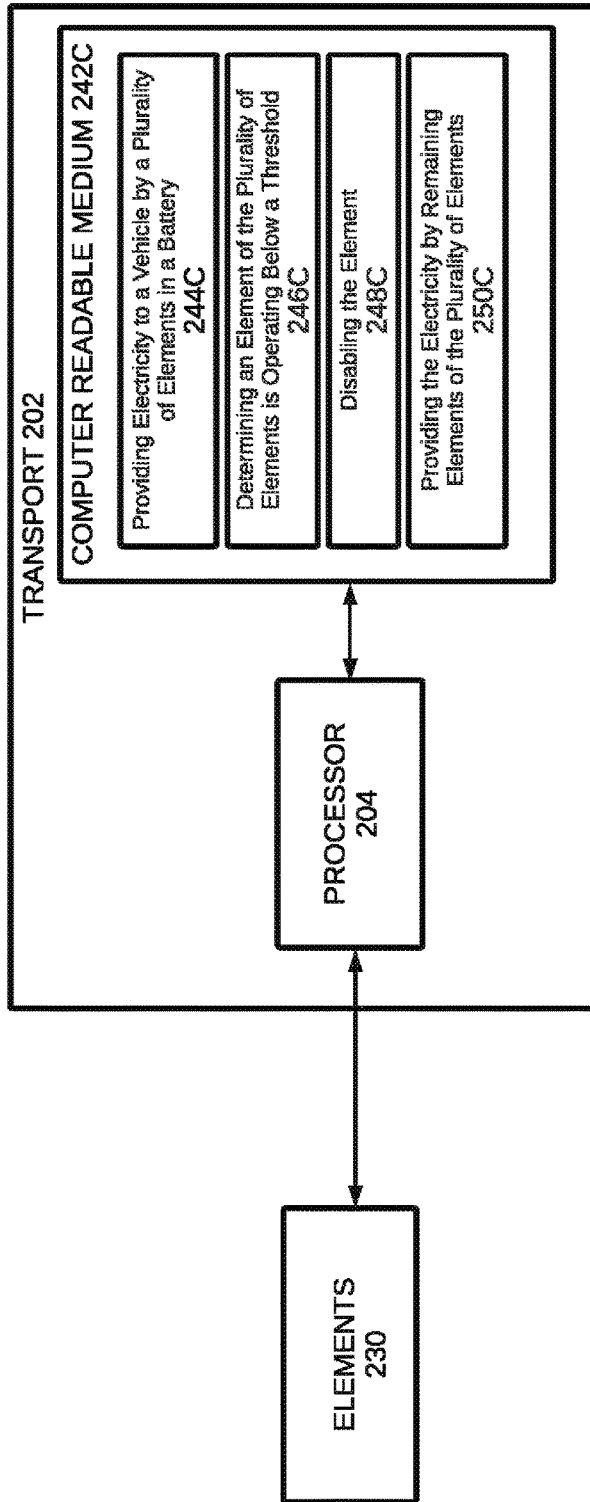 TRANSPORT 202
COMPUTER READABLE MEDIUM 242C
Providing Electricity to a Vehicle by a Plurality
of Elements in a Battery
244C
Determining an Element of the Plurality of
Elements is Operating Below a Threshold
246C
Disabling the Element
248C
Providing the Electricity by Remaining
Elements of the Plurality of Elements
250C
PROCESSOR
204
ELEMENTS
230